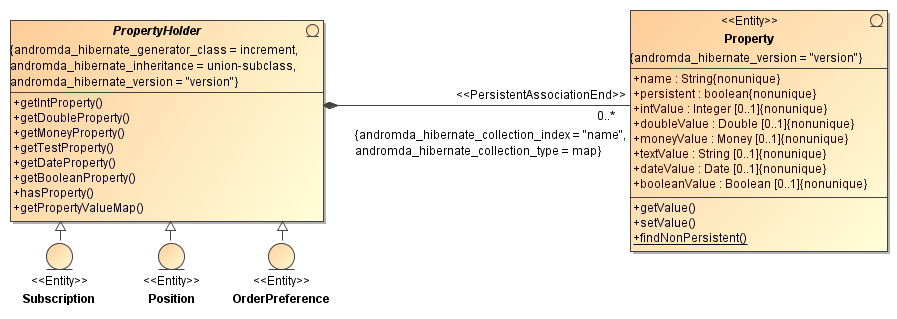 PropertyHolder
{andromda_hibernate_generator_class = increment,
andromda_hibernate_inheritance = union-subclass,
andromda_hibernate_version = "version"}
+getIntProperty()
+getDoubleProperty()
+getMoneyProperty()
+getTestProperty()
+getDateProperty()
+getBooleanProperty()
+hasProperty()
+getPropertyValueMap()
<<PersistentAssociationEnd>>
0..*
{andromda_hibernate_collection_index = "name",
andromda_hibernate_collection_type = map}
<<Entity>>
Property
{andromda_hibernate_version = "version"}
+name : String{nonunique}
+persistent : boolean{nonunique}
+intValue : Integer [0..1]{nonunique}
+doubleValue : Double [0..1]{nonunique}
+moneyValue : Money [0..1]{nonunique}
+textValue : String [0..1]{nonunique}
+dateValue : Date [0..1]{nonunique}
+booleanValue : Boolean [0..1]{nonunique}
+getValue()
+setValue()
+findNonPersistent()
<<Entity>>
Subscription
<<Entity>>
Position
<<Entity>>
OrderPreference